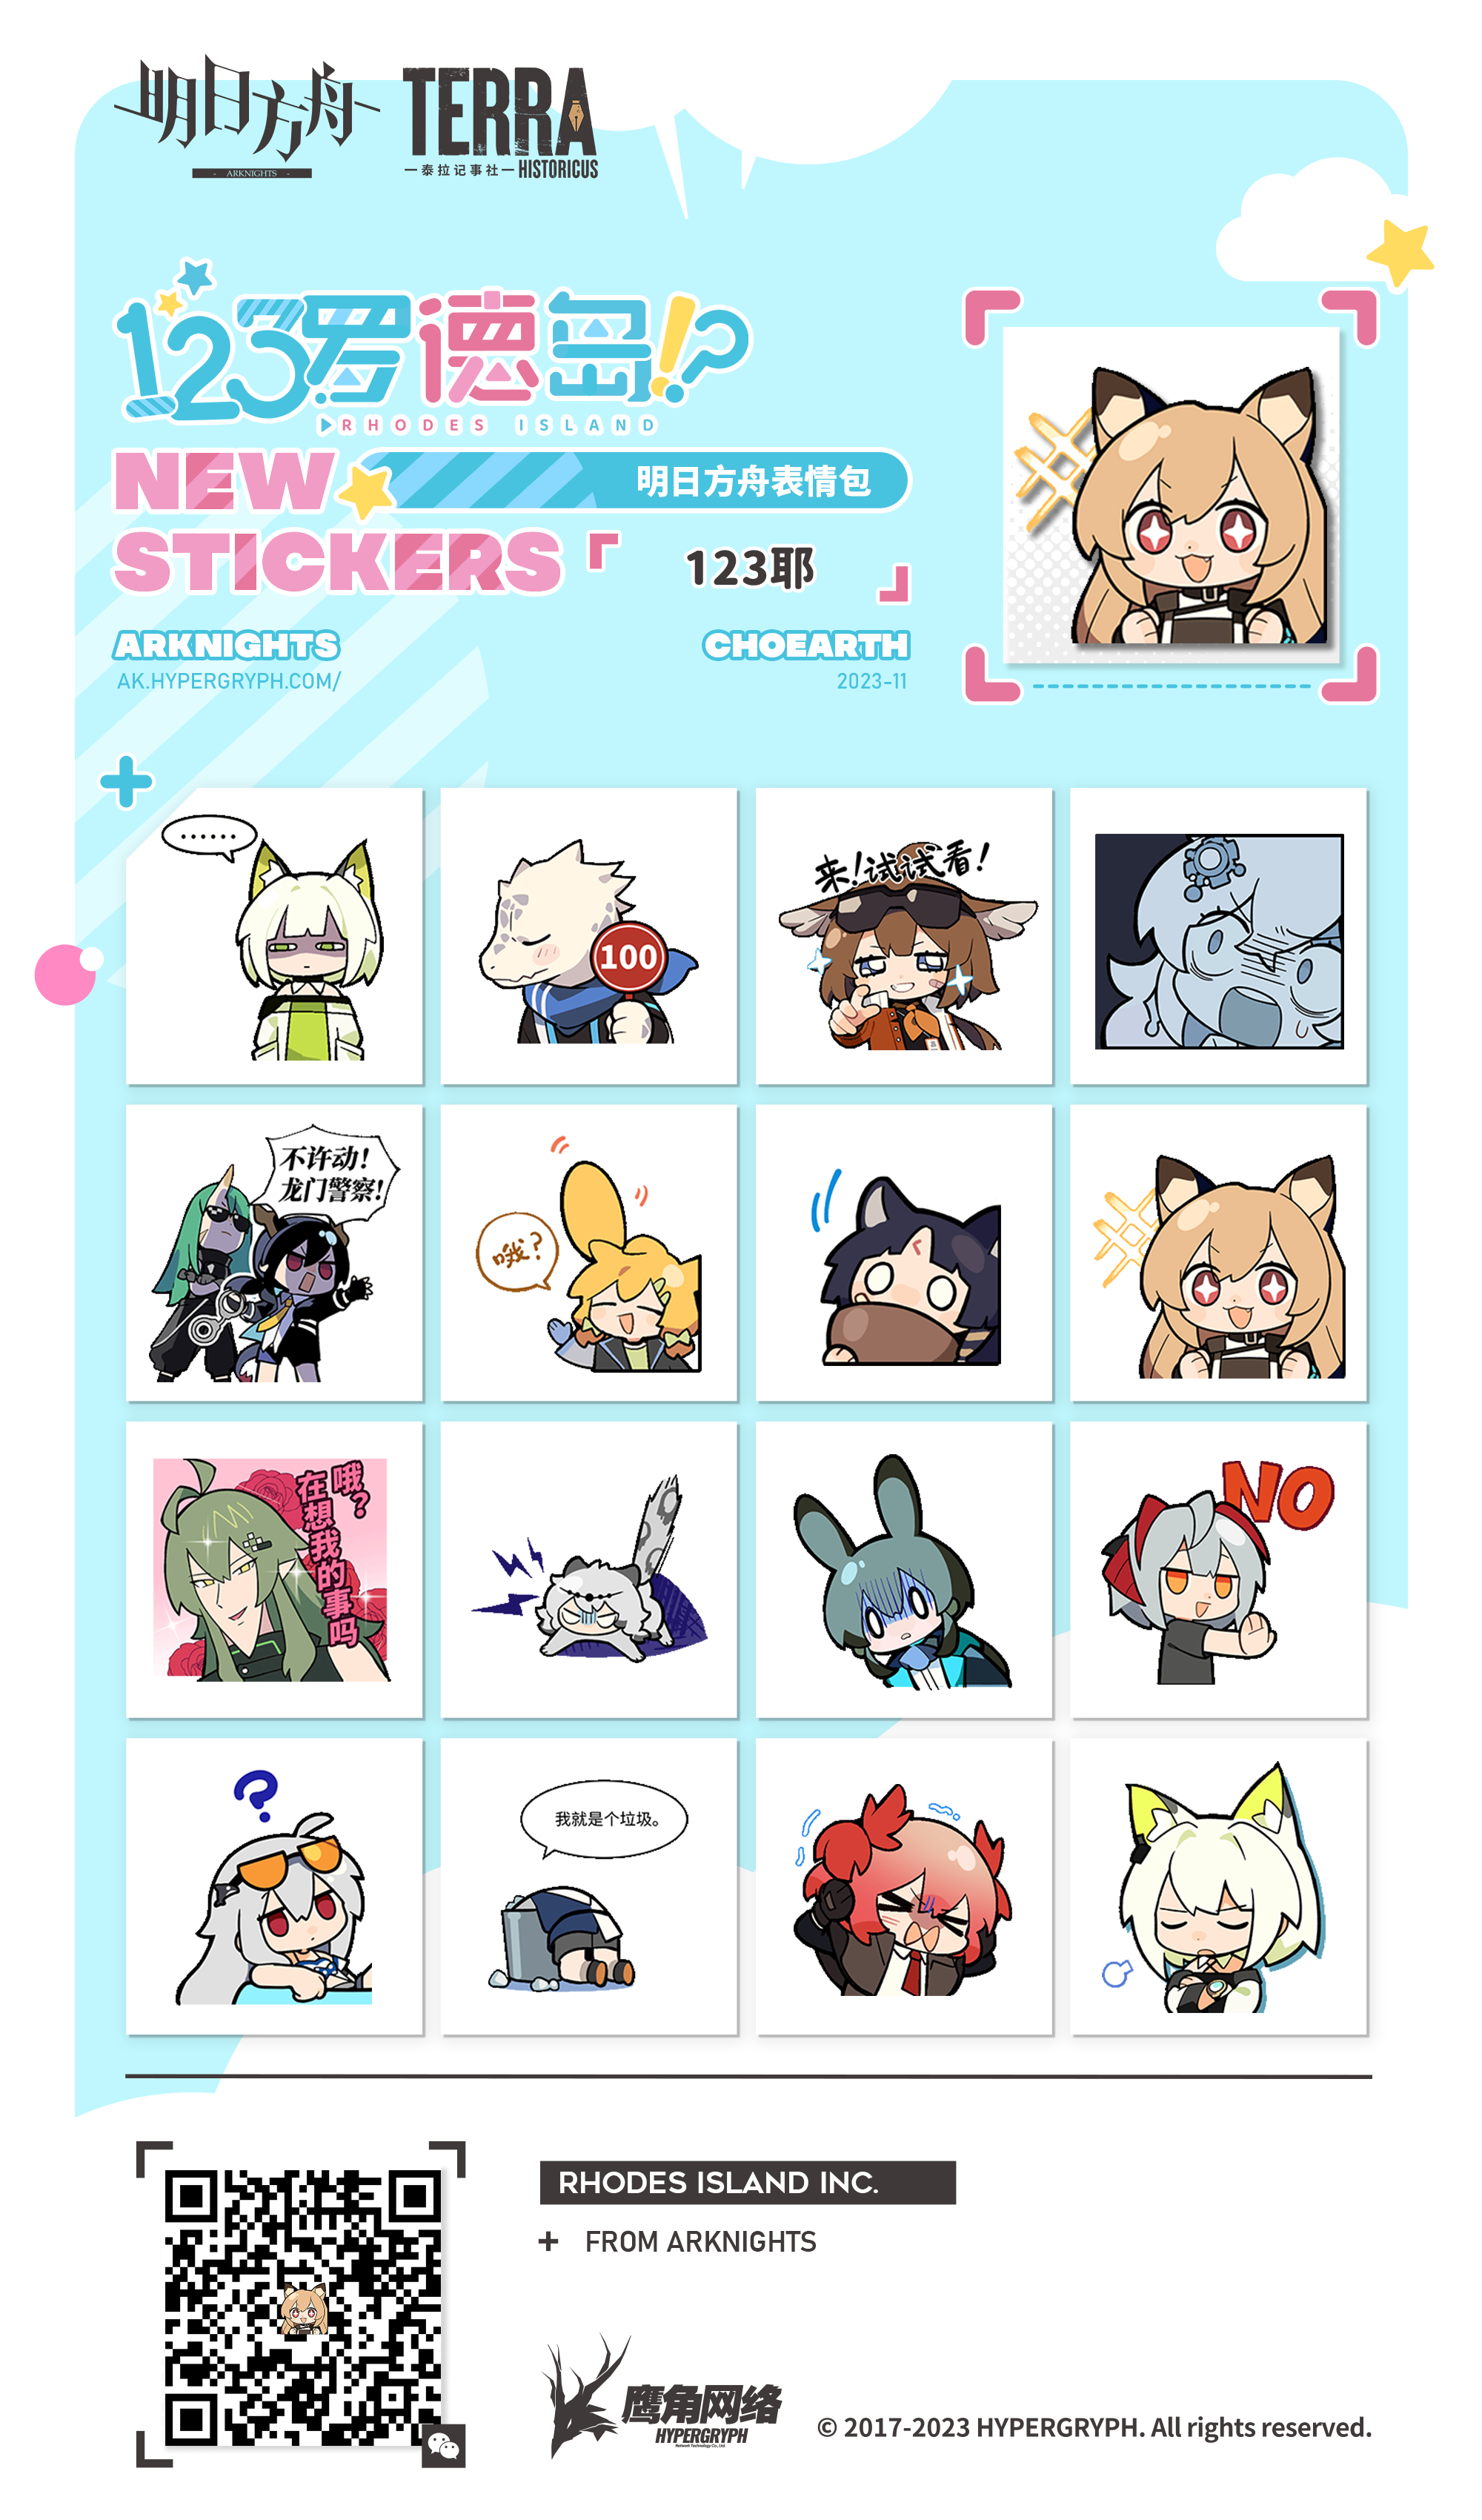 明日方舟
- ARKNIGHTS -
TERRA
泰拉记事社
HISTORICUS
123罗德岛!?
RHODES ISLAND
NEW
明日方舟表情包
STICKERS
123耶
ARKNIGHTS
CHOEARTH
AK.HYPERGRYPH.COM/
2023-11
······
100
来!试试看!
不许动!
龙门警察!
哦?
哦?
在想我的事吗
NO
?
我就是个垃圾。
RHODES ISLAND INC.
+ FROM ARKNIGHTS
鹰角网络
HYPERGRYPH
Network Technology Co., Ltd.
© 2017-2023 HYPERGRYPH. All rights reserved.